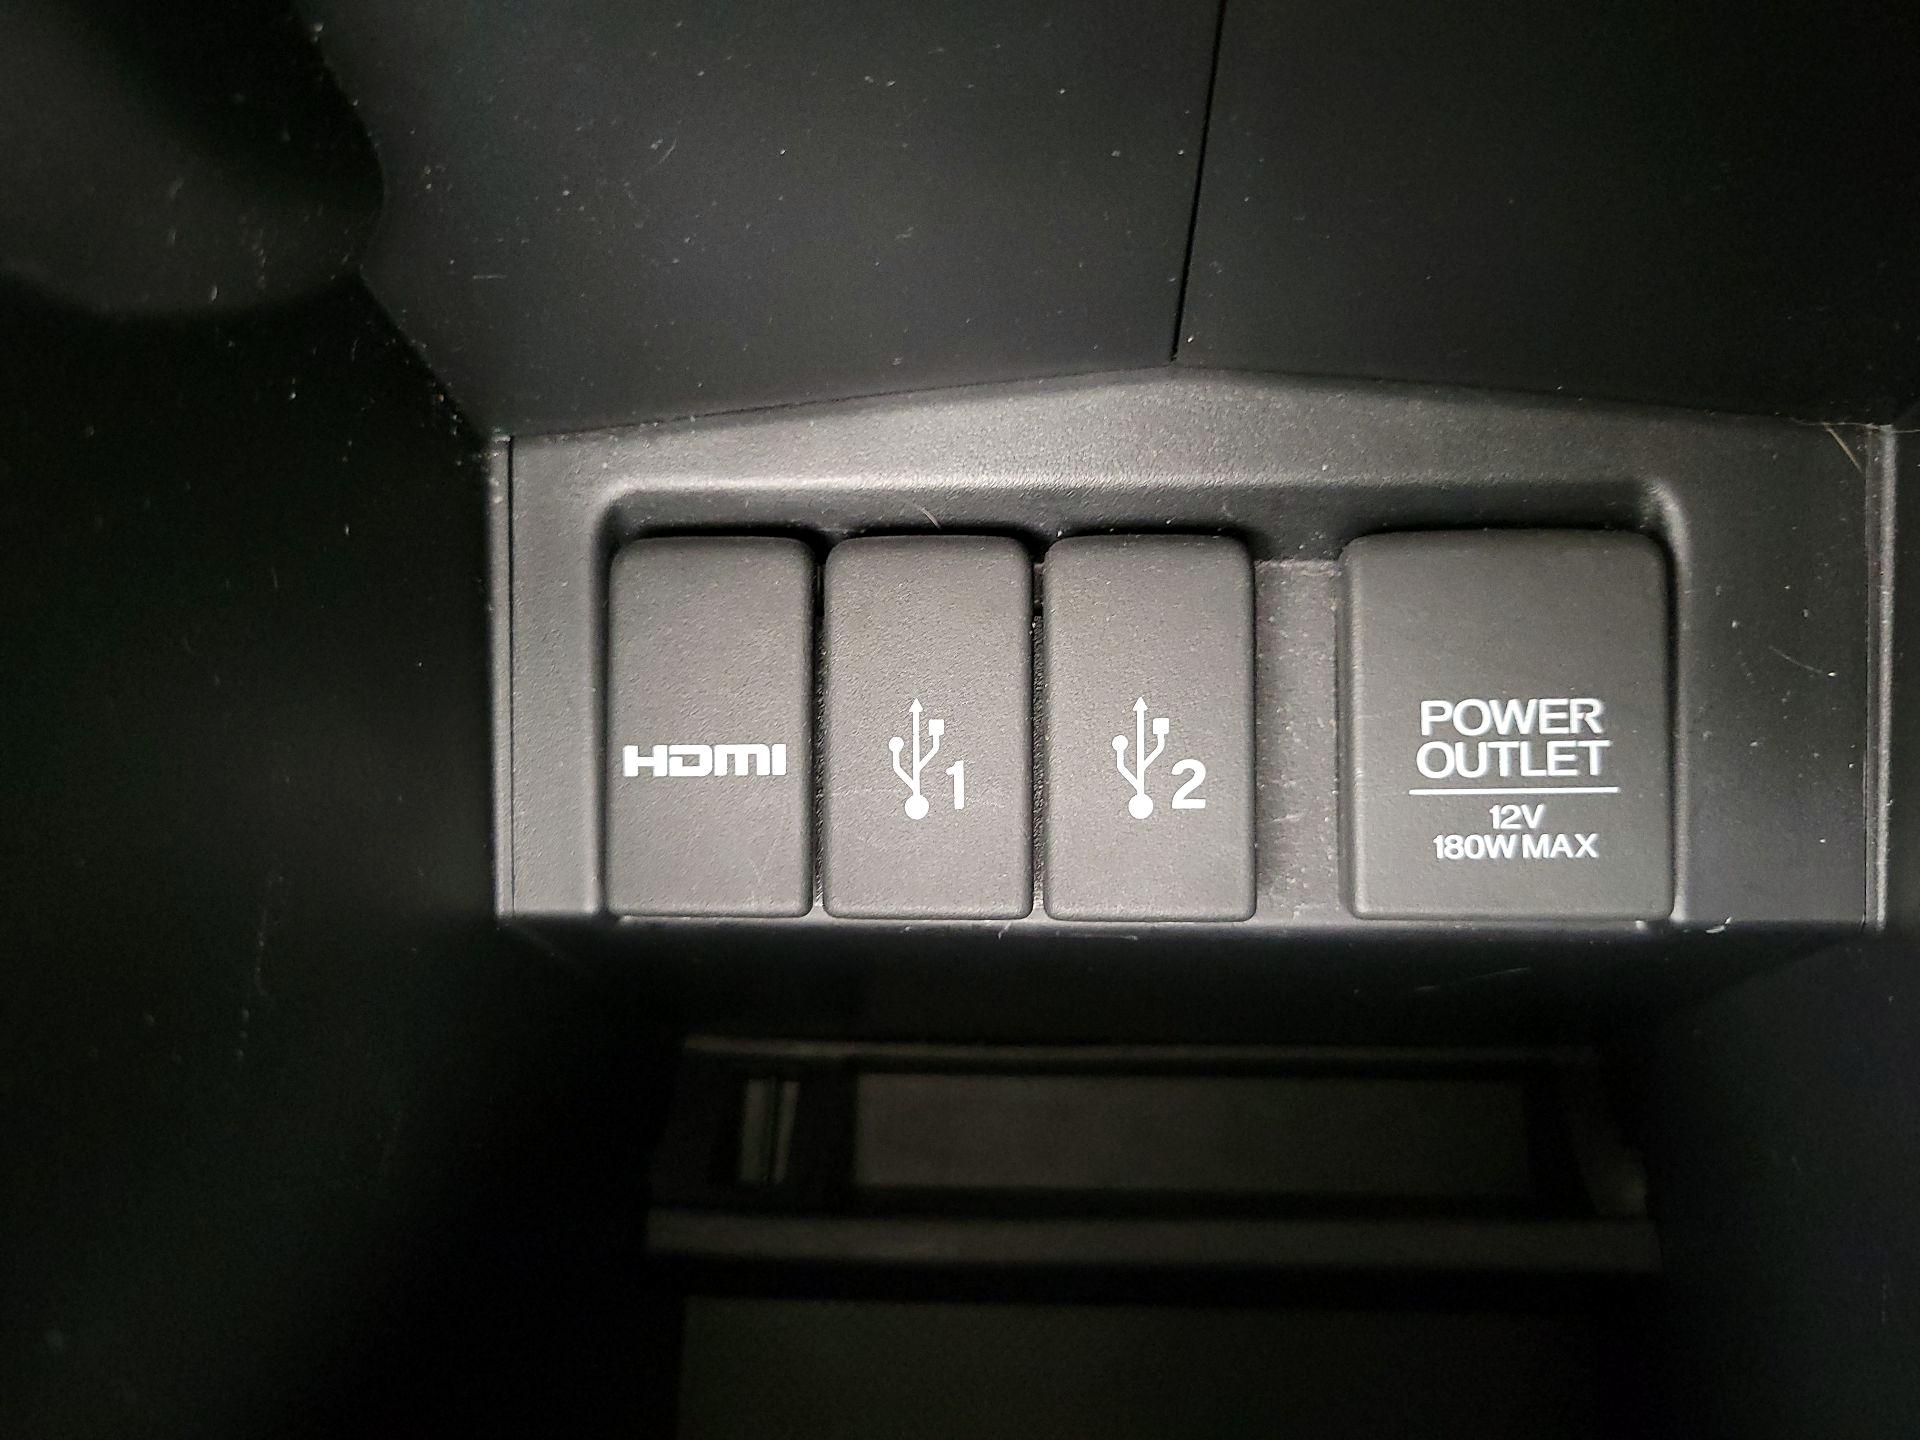 HDMI
1
2
POWER
OUTLET
12V
180W MAX